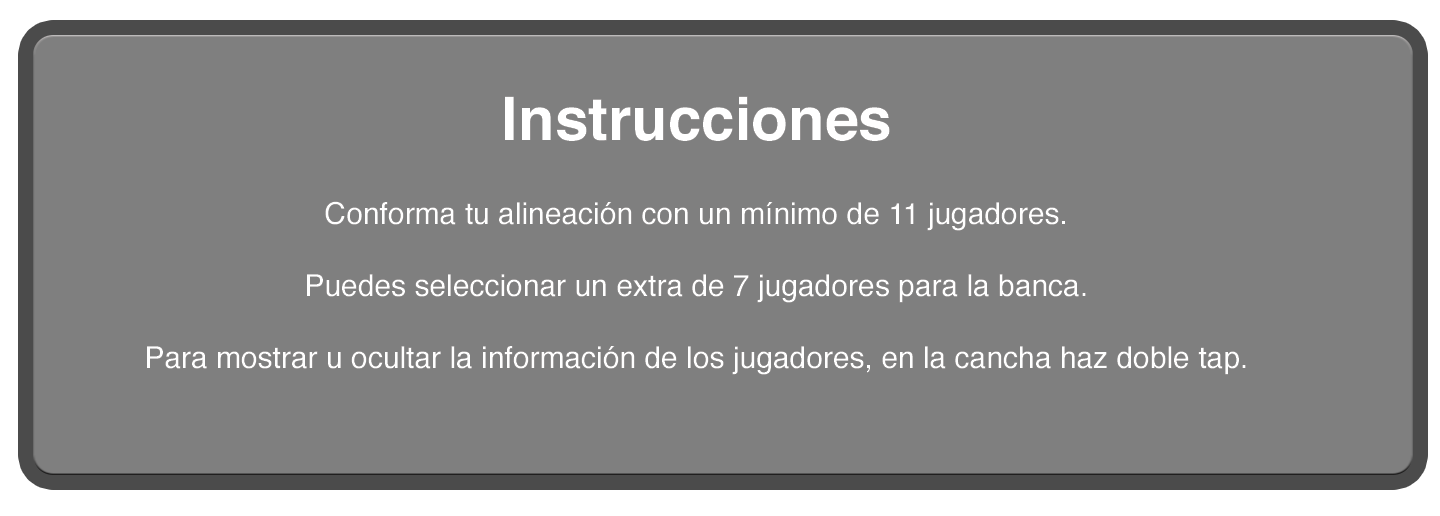 Instrucciones
Conforma tu alineación con un mínimo de 11 jugadores.
Puedes seleccionar un extra de 7 jugadores para la banca.
Para mostrar u ocultar la información de los jugadores, en la cancha haz doble tap.